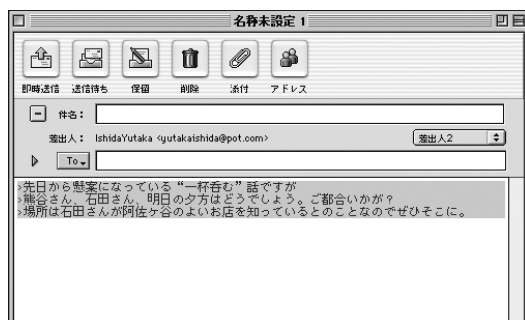 名称未設定 1
即時送信 送信待ち 保留 削除 添付 アドレス
件名：
差出人： IshidaYutaka <yutakaishida@pot.com> 差出人2
To
>先日から懸案になっている“一杯呑む”話ですが
>熊谷さん、石田さん、明日の夕方はどうでしょう。ご都合いかが？
>場所は石田さんが阿佐ヶ谷のよいお店を知っているとのことなのでぜひそこに。